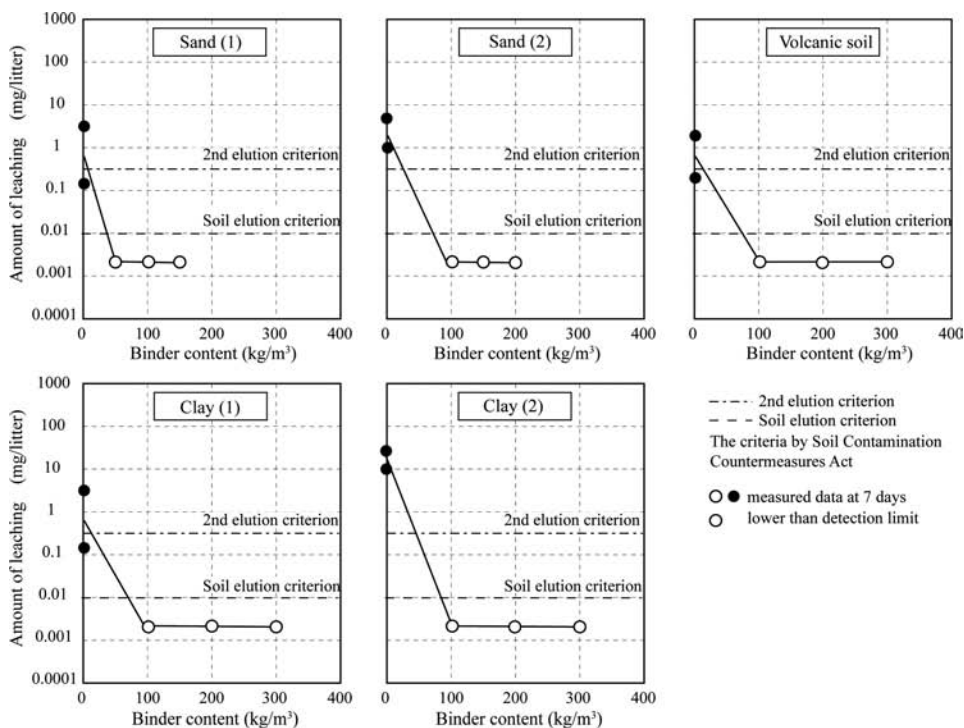 Amount of leaching (mg/litter)
1000
100
10
1
0.1
0.01
0.001
0.0001
Sand (1)
2nd elution criterion
Soil elution criterion
0 100 200 300 400
Binder content (kg/m³)
Sand (2)
2nd elution criterion
Soil elution criterion
0 100 200 300 400
Binder content (kg/m³)
Volcanic soil
2nd elution criterion
Soil elution criterion
0 100 200 300 400
Binder content (kg/m³)
Amount of leaching (mg/litter)
1000
100
10
1
0.1
0.01
0.001
0.0001
Clay (1)
2nd elution criterion
Soil elution criterion
0 100 200 300 400
Binder content (kg/m³)
Clay (2)
2nd elution criterion
Soil elution criterion
0 100 200 300 400
Binder content (kg/m³)
2nd elution criterion
Soil elution criterion
The criteria by Soil Contamination
Countermeasures Act
measured data at 7 days
lower than detection limit